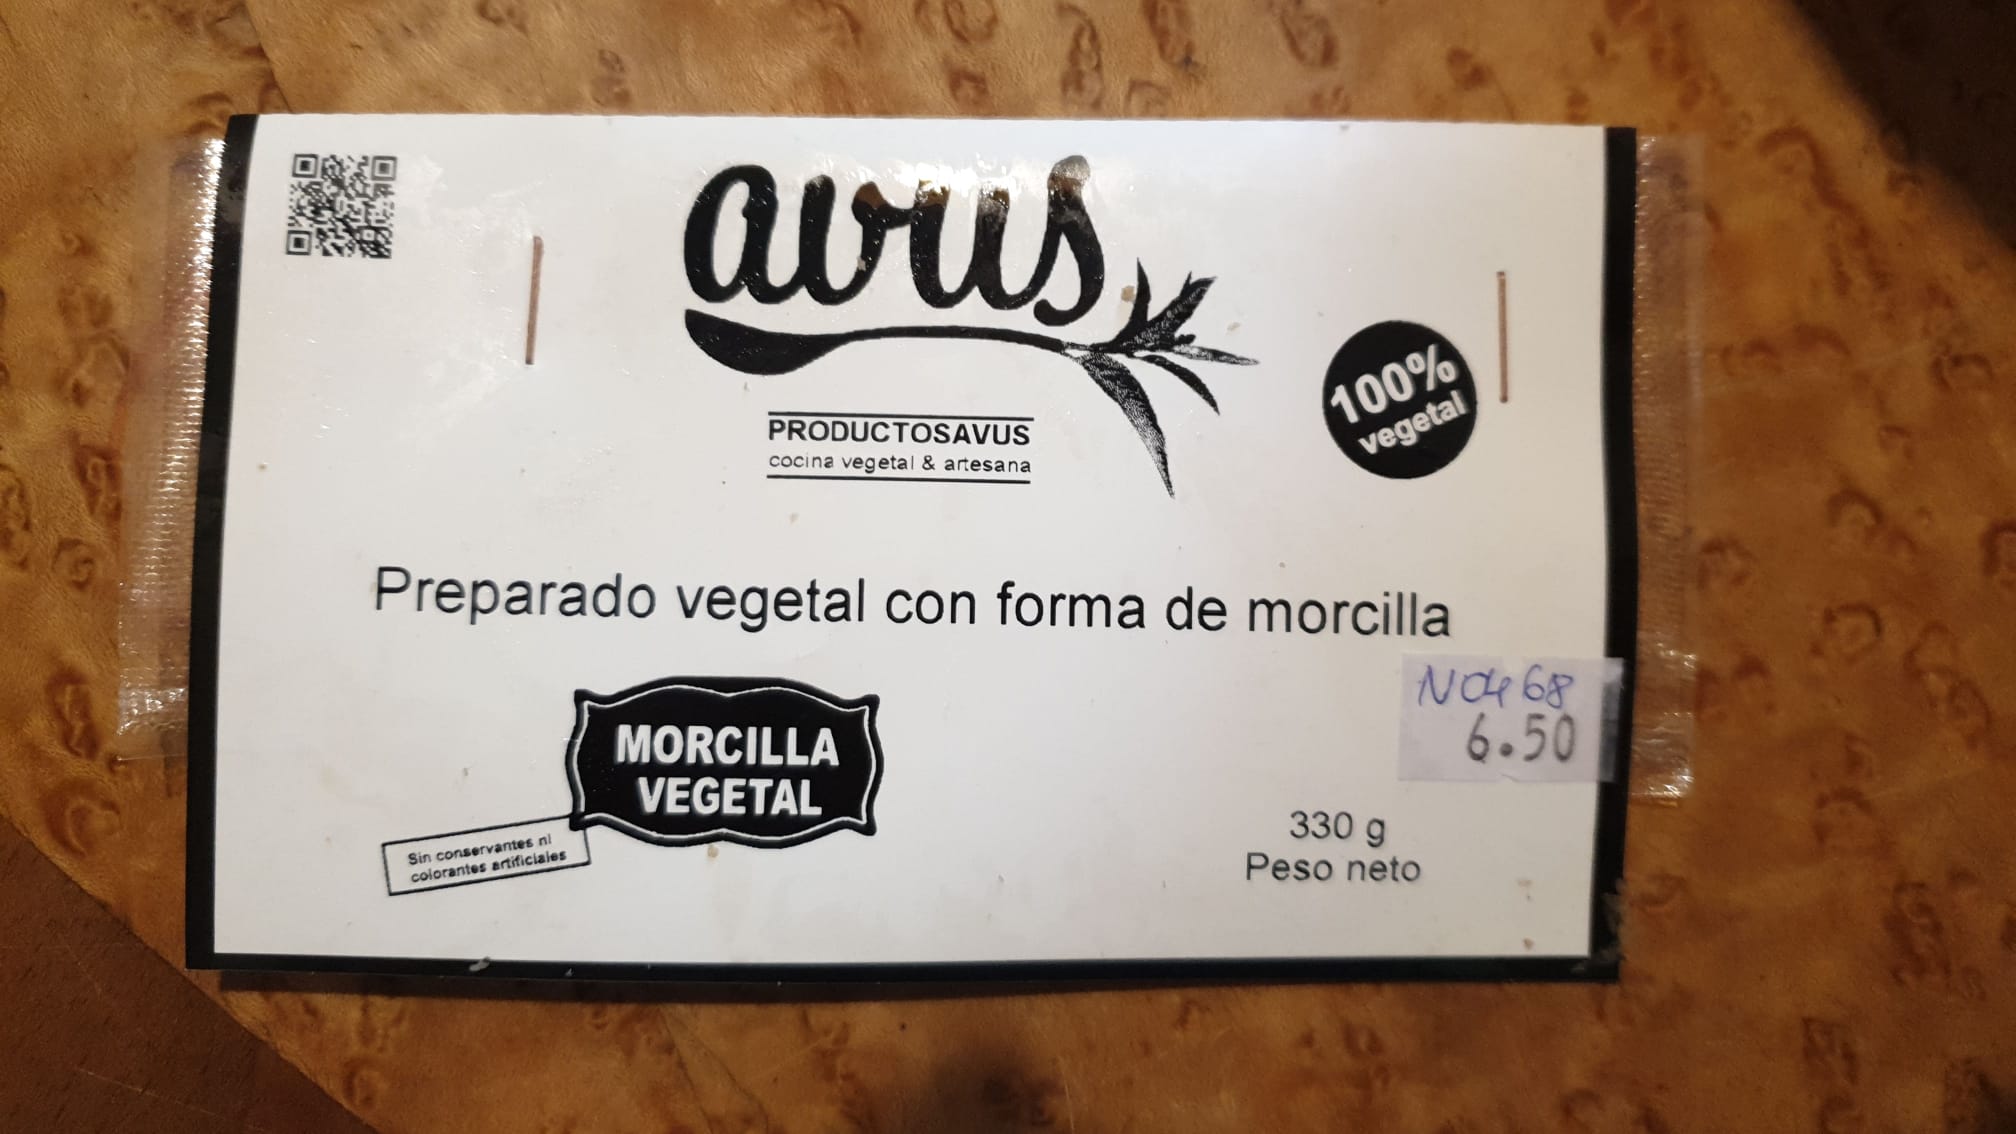 avus
PRODUCTOSAVUS
cocina vegetal & artesana
100%
vegetal
Preparado vegetal con forma de morcilla
MORCILLA
VEGETAL
Sin conservantes ni
colorantes artificiales
N0468
6.50
330 g
Peso neto